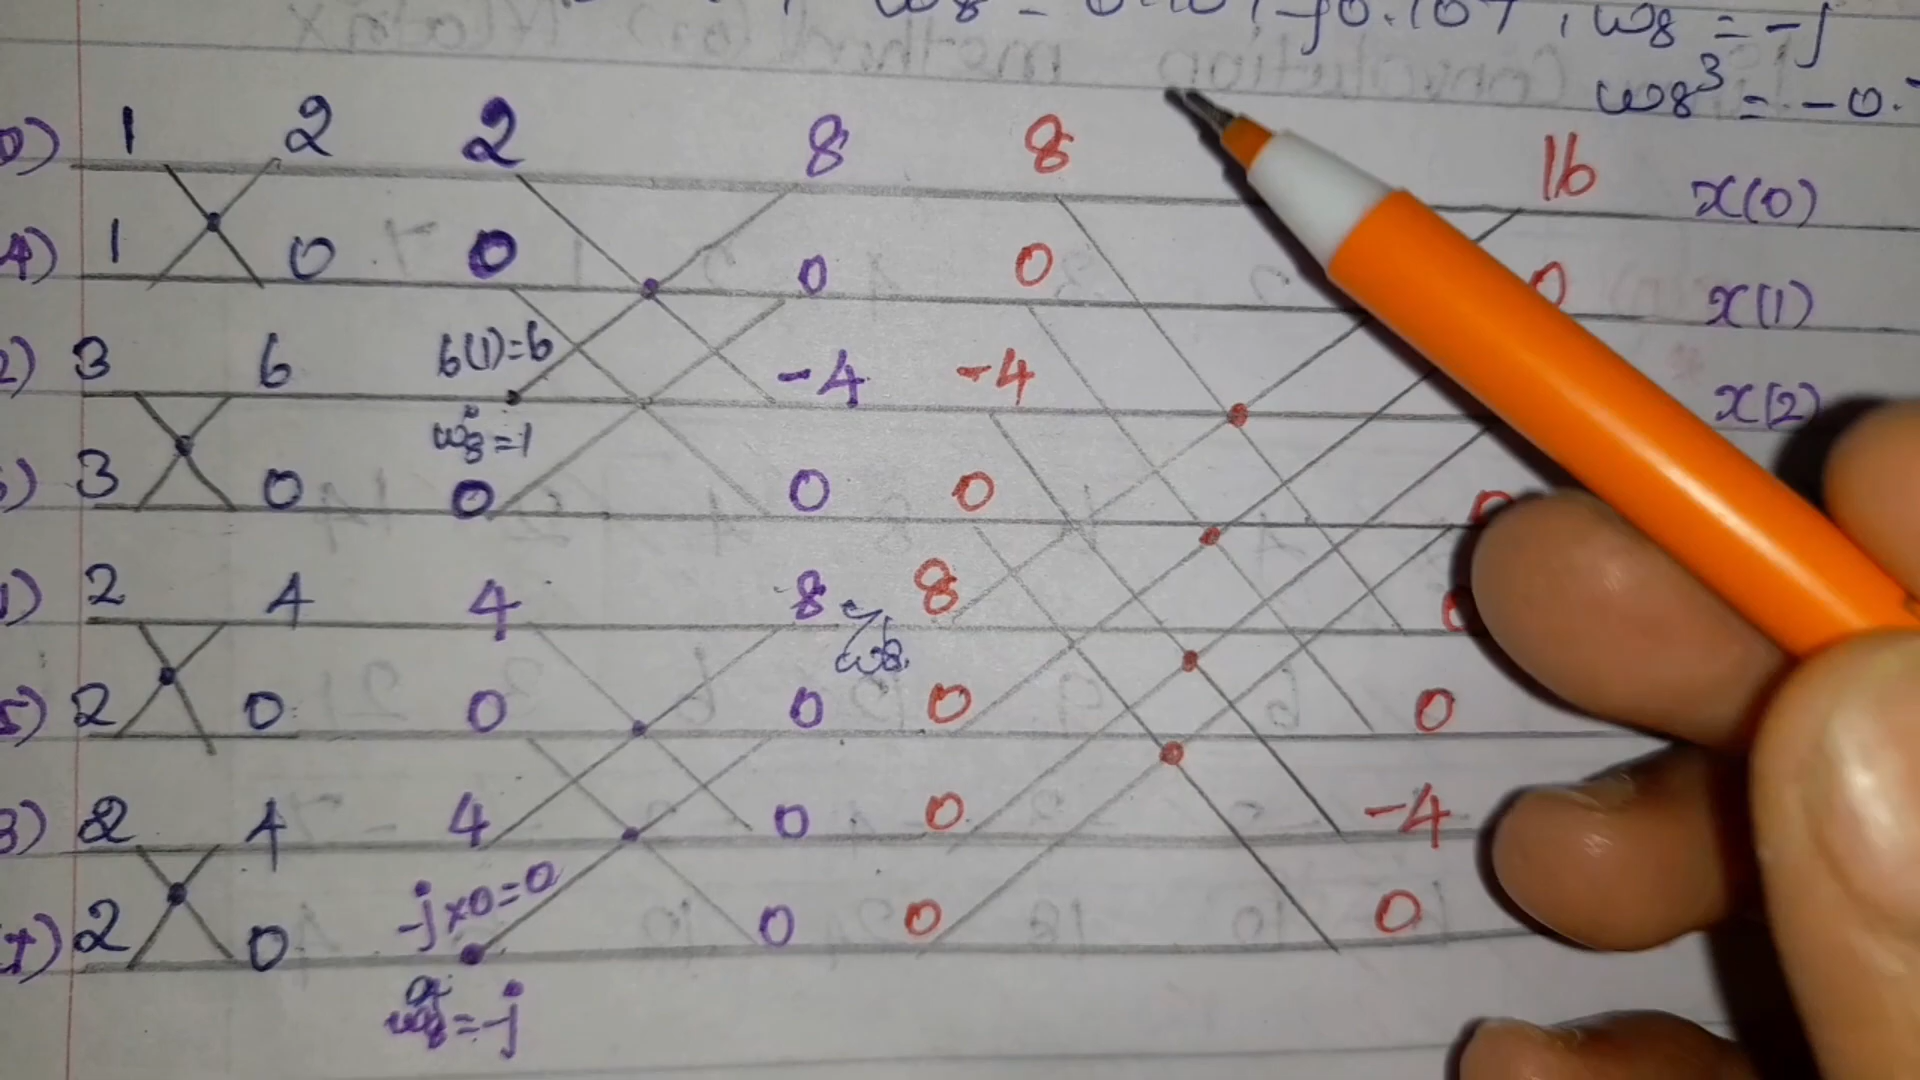 ω8 = -j
ω8³ = -0.
0) 1 2 2 8 8 16 x(0)
4) 1 0 0 0 0 0 x(1)
2) 3 6 6(1)=6 -4 -4 x(2)
ω8⁰=1
3 0 0 0 0 0
1) 2 4 4 8 8 0
ω8
5) 2 0 0 0 0 0
3) 2 4 4 0 0 -4
-j×0=0
7) 2 0 0 0 0
ω8²=-j